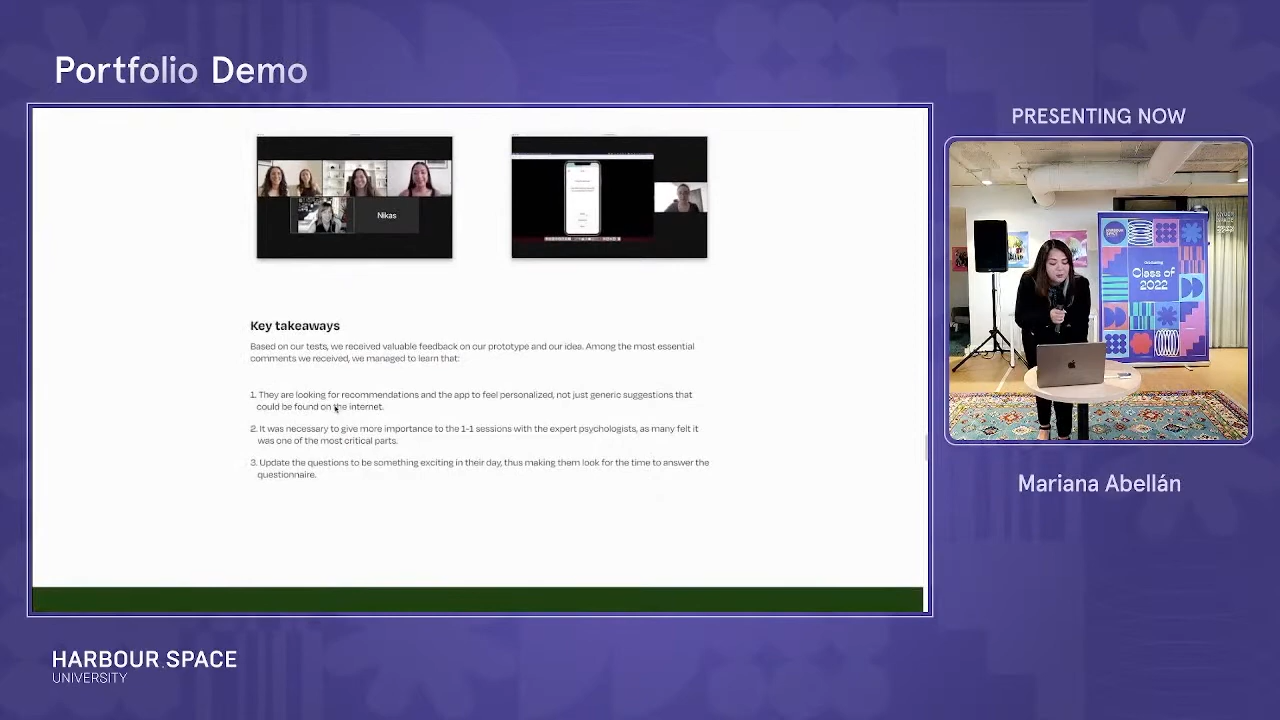 Portfolio Demo
PRESENTING NOW
Nikas
Key takeaways
Based on our tests, we received valuable feedback on our prototype and our idea. Among the most essential
comments we received, we managed to learn that:
1. They are looking for recommendations and the app to feel personalized, not just generic suggestions that
could be found on the internet.
2. It was necessary to give more importance to the 1-1 sessions with the expert psychologists, as many felt it
was one of the most critical parts.
3. Update the questions to be something exciting in their day, thus making them look for the time to answer the
questionnaire.
Class of
2022
Mariana Abellán
HARBOUR.SPACE
UNIVERSITY